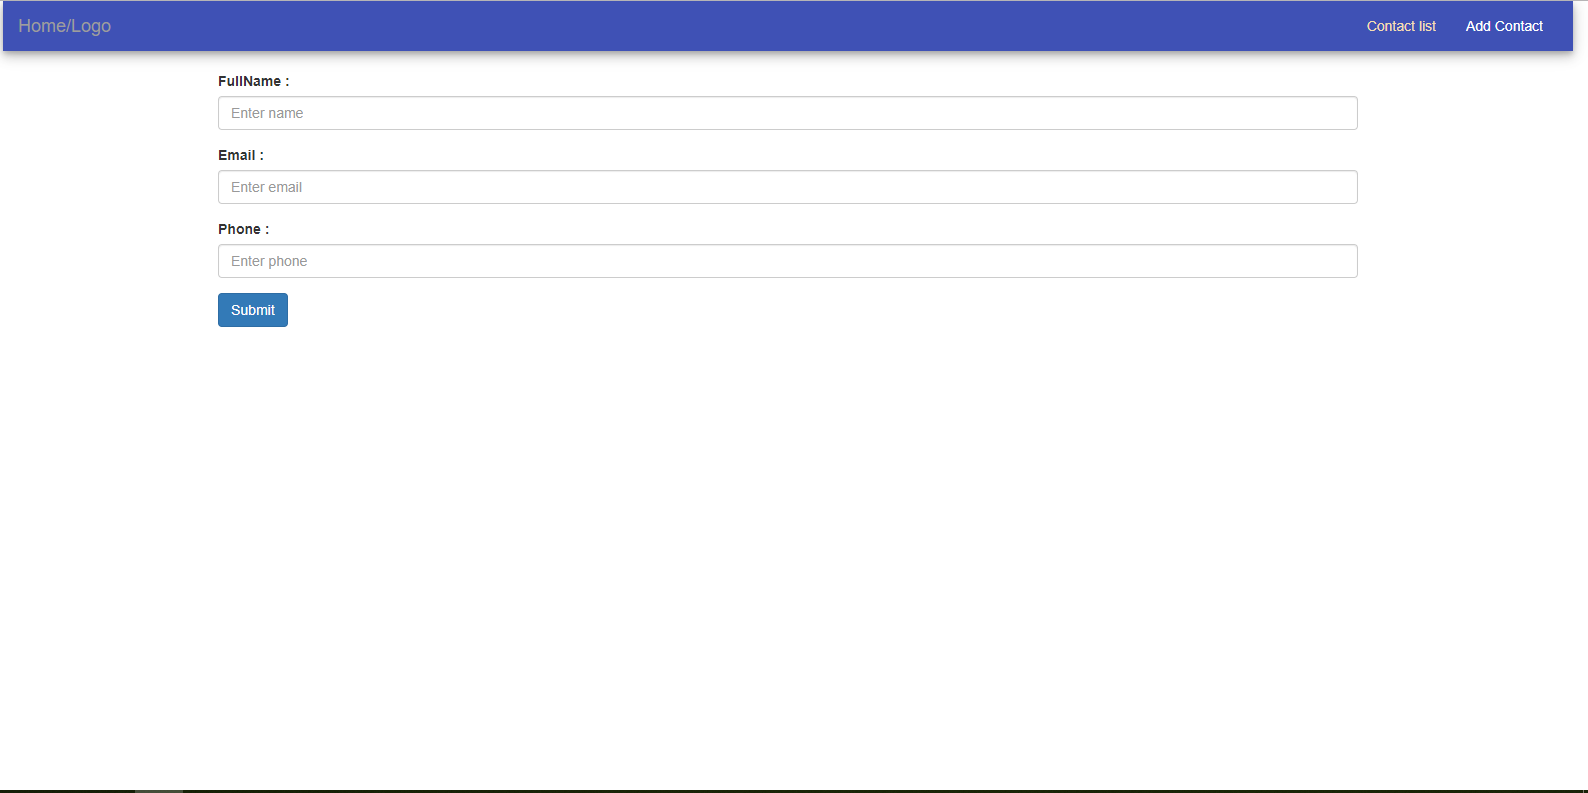 Home/Logo Contact list Add Contact
FullName :
Enter name
Email :
Enter email
Phone :
Enter phone
Submit